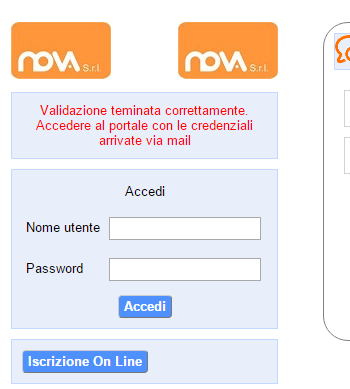 NOVA S.r.l.
NOVA S.r.l.
Validazione teminata correttamente.
Accedere al portale con le credenziali
arrivate via mail
Accedi
Nome utente
Password
Accedi
Iscrizione On Line